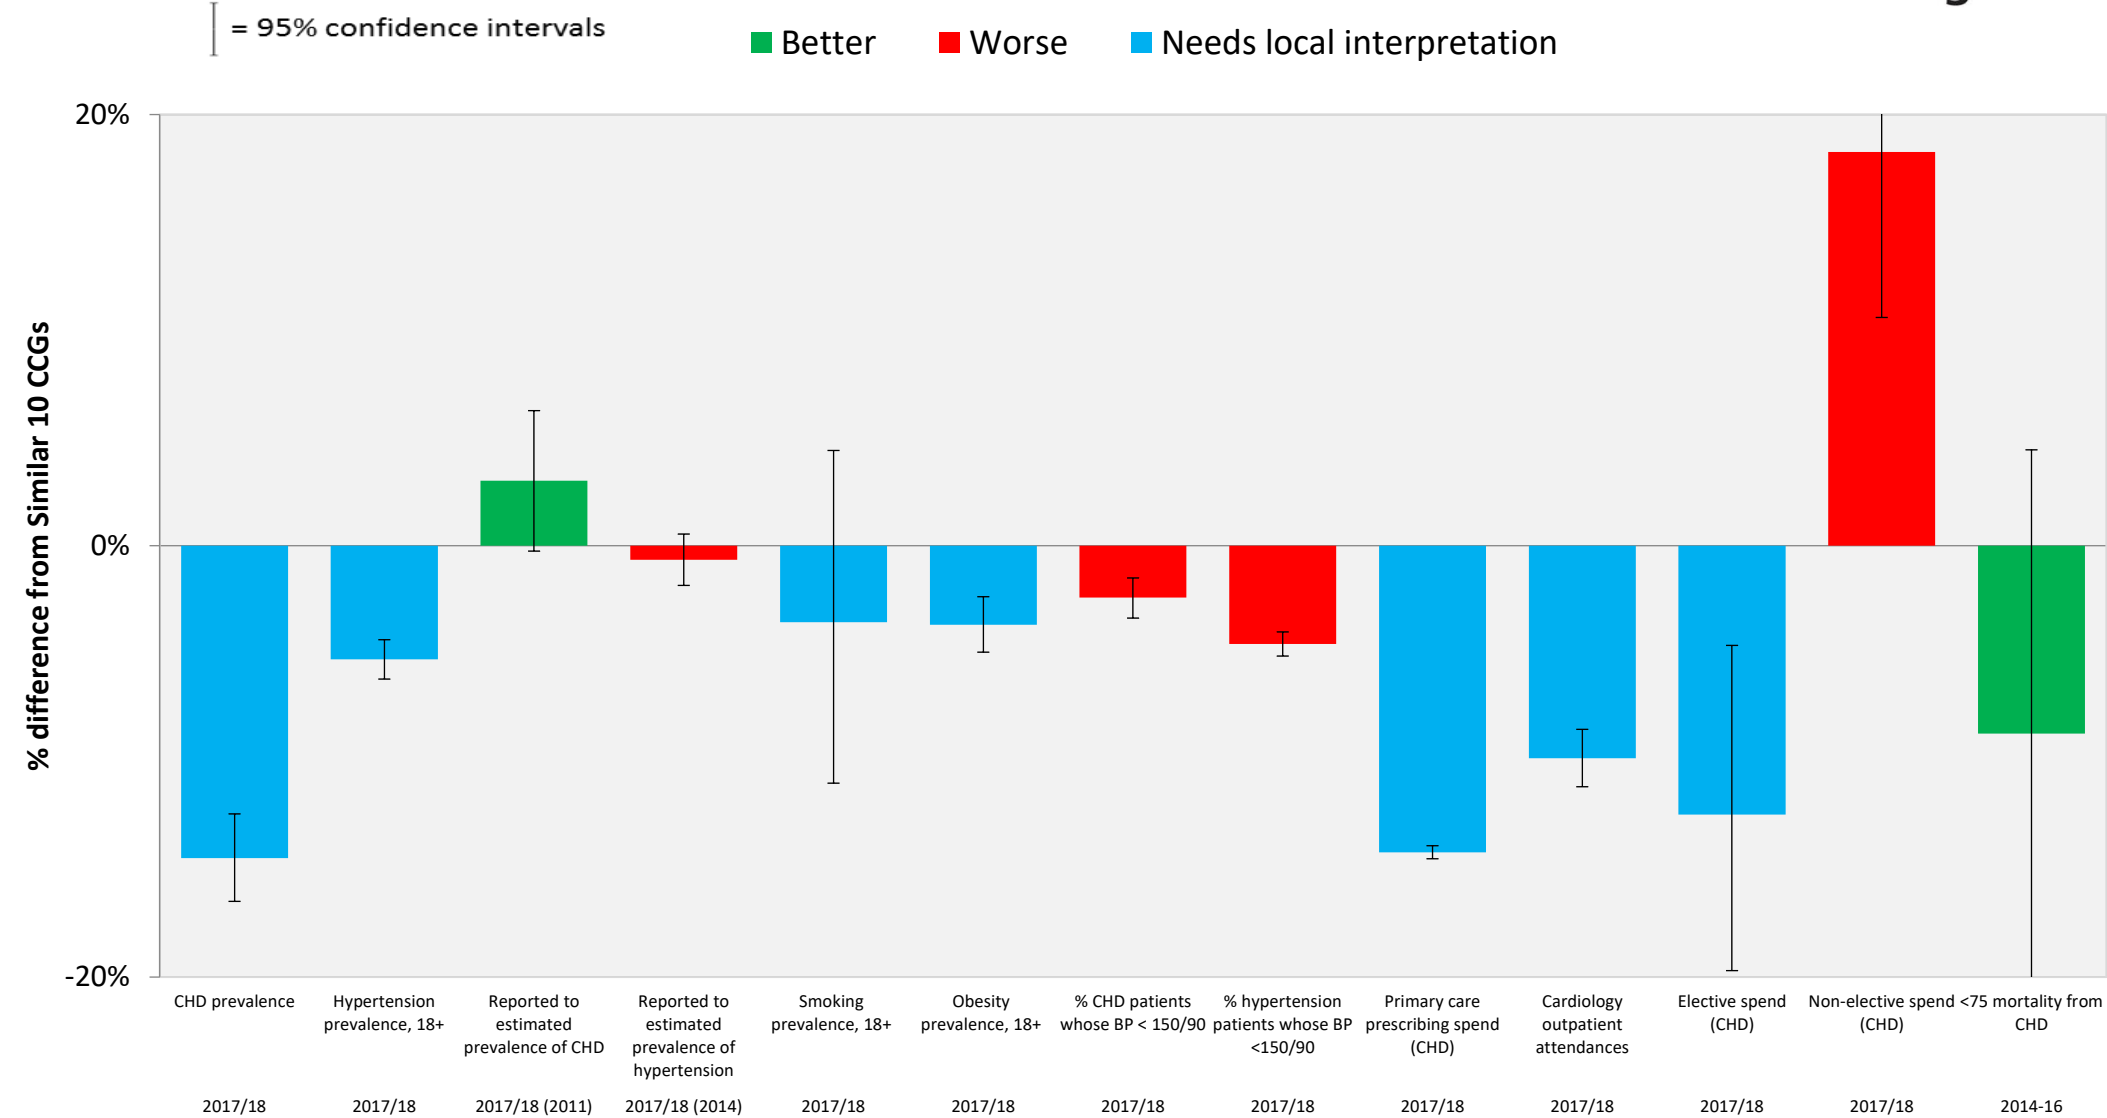 = 95% confidence intervals
Better
Worse
Needs local interpretation
% difference from Similar 10 CCGs
20%
0%
-20%
CHD prevalence
2017/18
Hypertension
prevalence, 18+
2017/18
Reported to
estimated
prevalence of CHD
2017/18 (2011)
Reported to
estimated
prevalence of
hypertension
2017/18 (2014)
Smoking
prevalence, 18+
2017/18
Obesity
prevalence, 18+
2017/18
% CHD patients
whose BP < 150/90
2017/18
% hypertension
patients whose BP
<150/90
2017/18
Primary care
prescribing spend
(CHD)
2017/18
Cardiology
outpatient
attendances
2017/18
Elective spend
(CHD)
2017/18
Non-elective spend
(CHD)
2017/18
<75 mortality from
CHD
2014-16